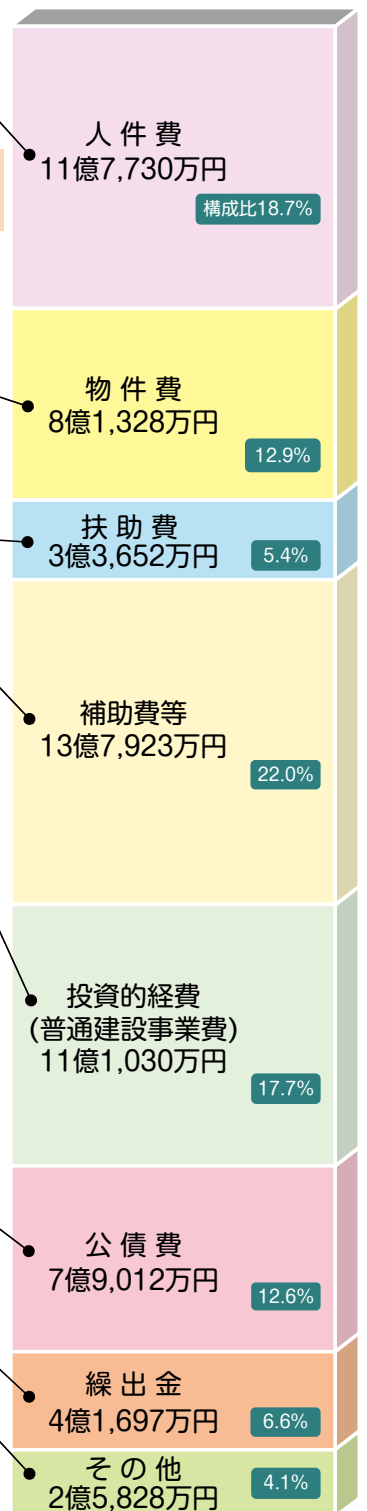 人件費
11億7,730万円
構成比18.7%
物件費
8億1,328万円
12.9%
扶助費
3億3,652万円
5.4%
補助費等
13億7,923万円
22.0%
投資的経費
(普通建設事業費)
11億1,030万円
17.7%
公債費
7億9,012万円
12.6%
繰出金
4億1,697万円
6.6%
その他
2億5,828万円
4.1%